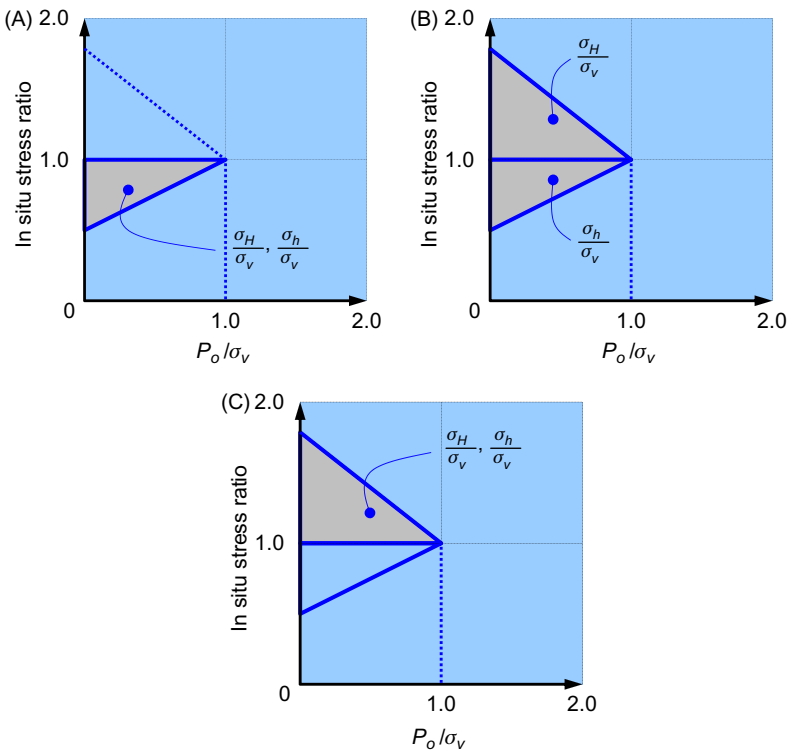 (A)
2.0
1.0
0
In situ stress ratio
σH/σv, σh/σv
1.0
2.0
Po/σv
(B)
2.0
1.0
0
In situ stress ratio
σH/σv
σh/σv
1.0
2.0
Po/σv
(C)
2.0
1.0
0
In situ stress ratio
σH/σv, σh/σv
1.0
2.0
Po/σv